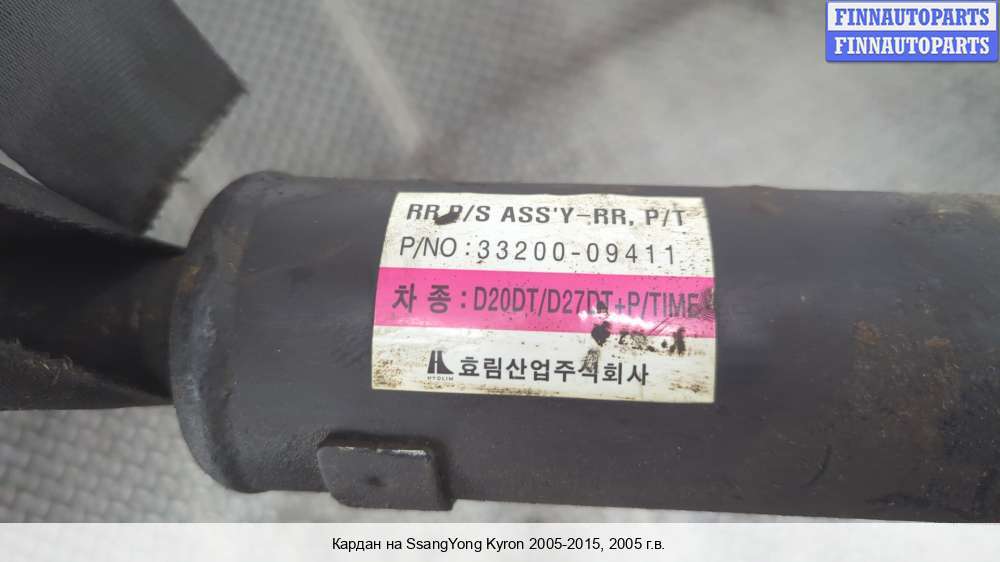 FINNAUTOPARTS
FINNAUTOPARTS
RR P/S ASS'Y-RR, P/T
P/NO : 33200-09411
차 종 : D20DT/D27DT+P/TIME
HYOLIM
효림산업주식회사
Кардан на SsangYong Kyron 2005-2015, 2005 г.в.